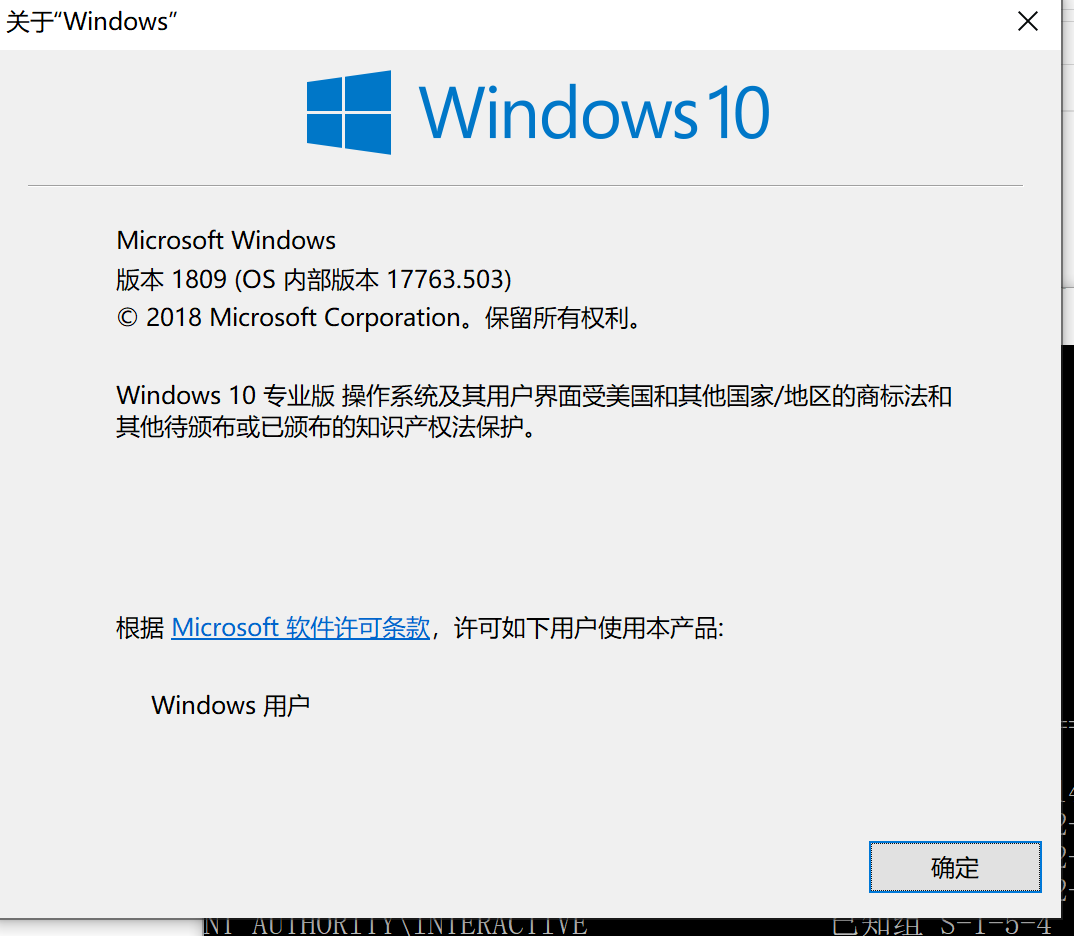 关于“Windows”
Windows 10
Microsoft Windows
版本 1809 (OS 内部版本 17763.503)
© 2018 Microsoft Corporation。保留所有权利。
Windows 10 专业版 操作系统及其用户界面受美国和其他国家/地区的商标法和
其他待颁布或已颁布的知识产权法保护。
根据 Microsoft 软件许可条款，许可如下用户使用本产品:
Windows 用户
确定
NT AUTHORITY\INTERACTIVE 已知组 S-1-5-4